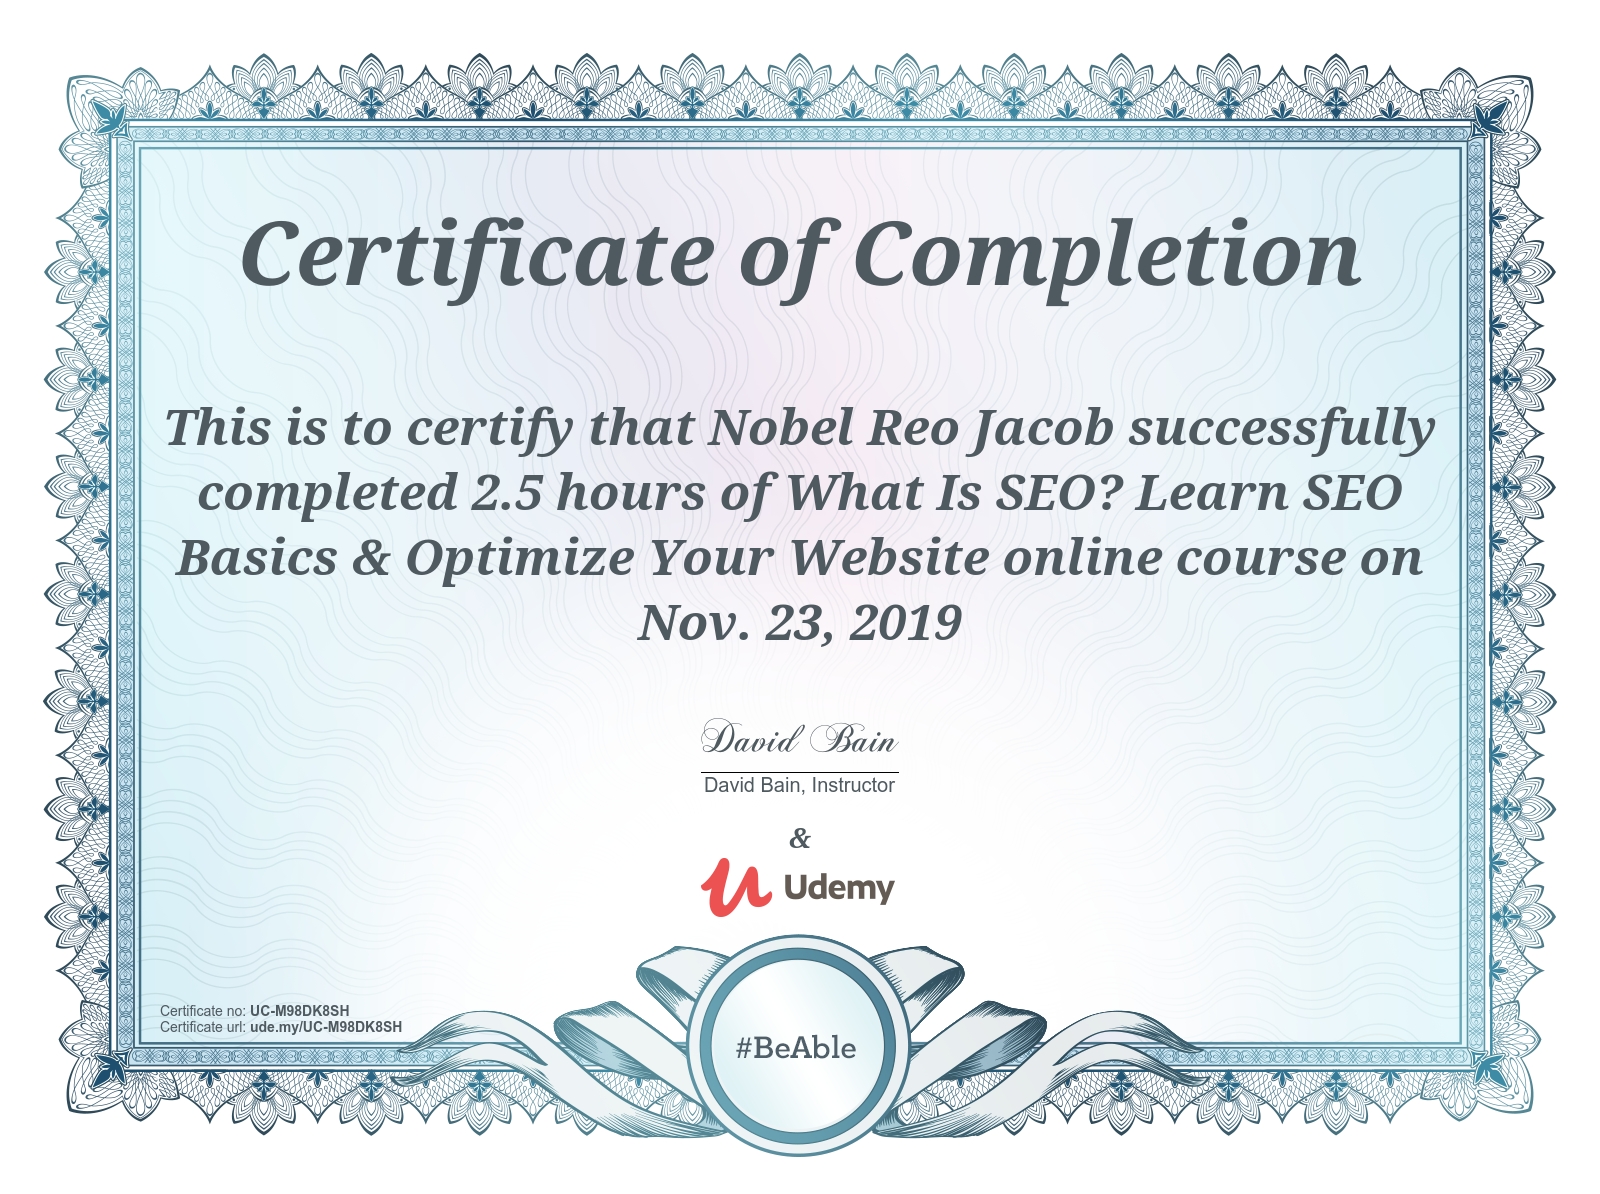 Certificate of Completion
This is to certify that Nobel Reo Jacob successfully
completed 2.5 hours of What Is SEO? Learn SEO
Basics & Optimize Your Website online course on
Nov. 23, 2019
David Bain
David Bain, Instructor
&
Udemy
Certificate no: UC-M98DK8SH
Certificate url: ude.my/UC-M98DK8SH
#BeAble